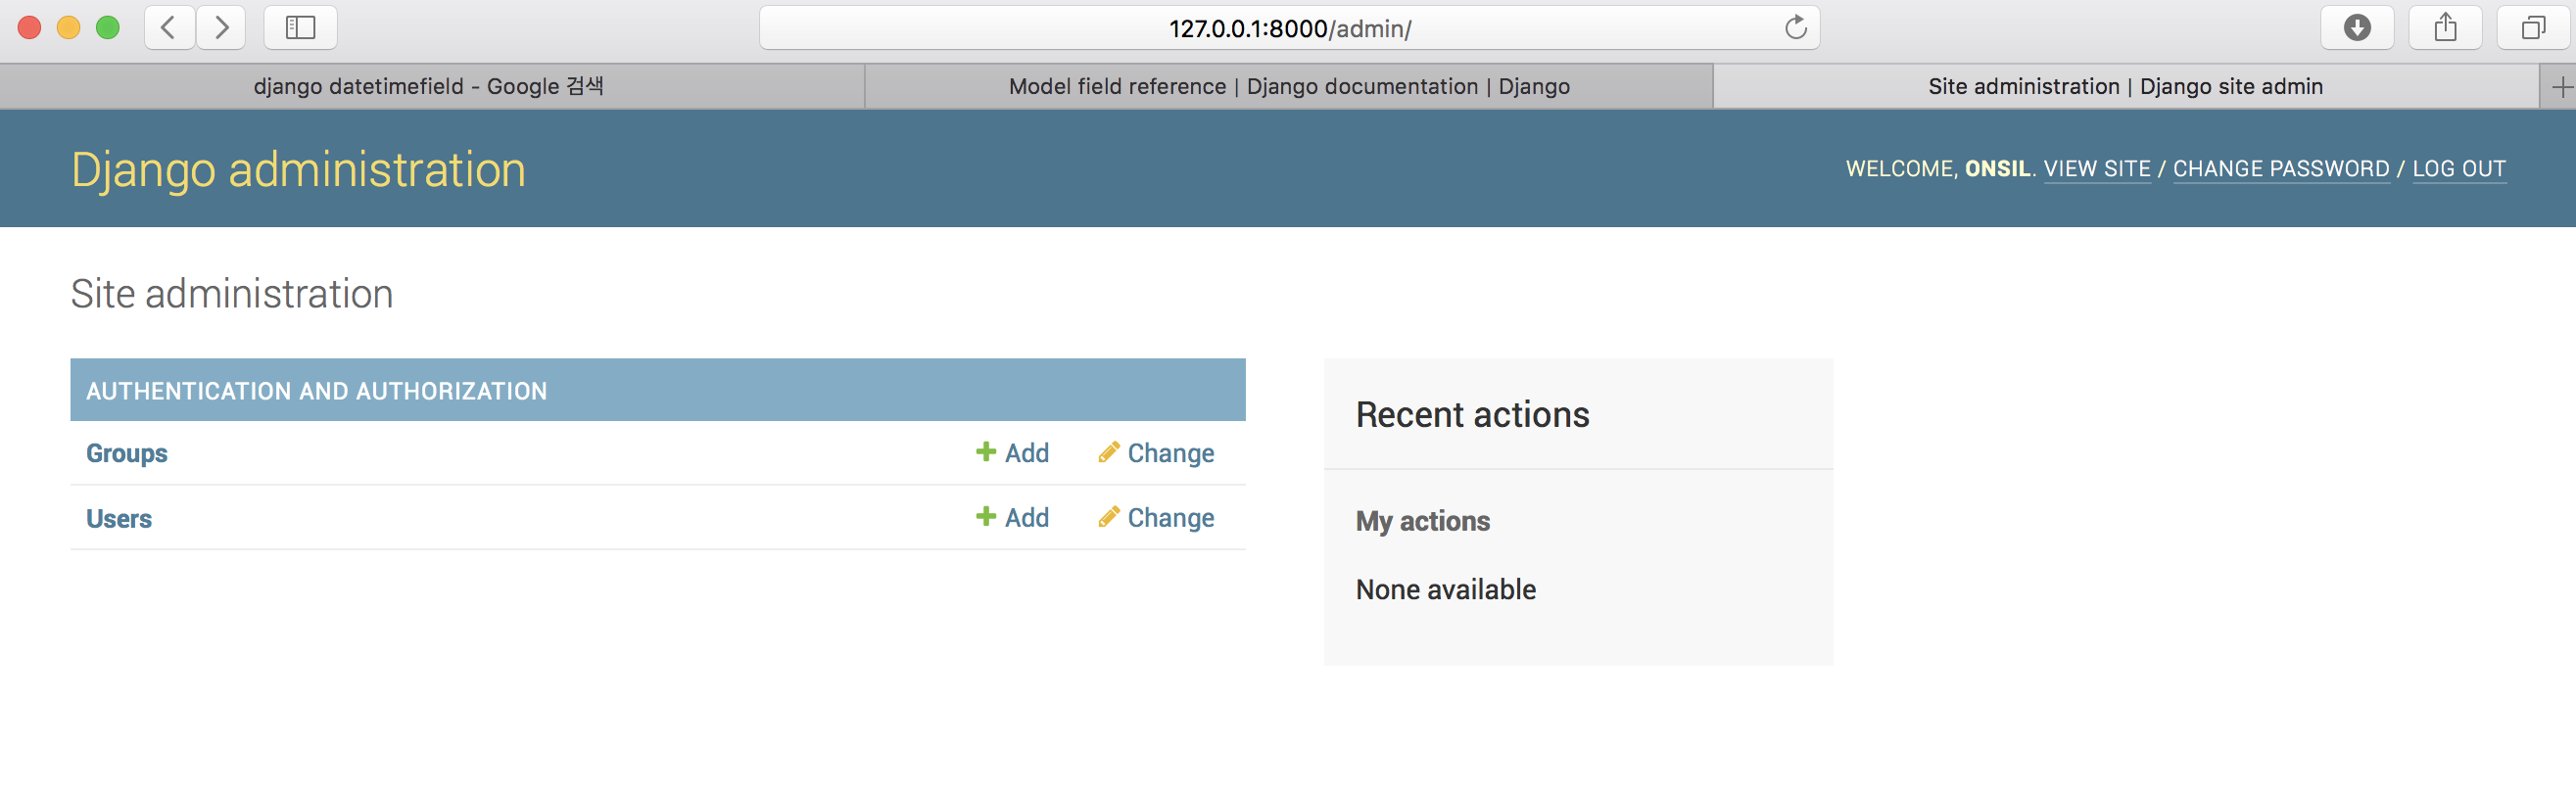 127.0.0.1:8000/admin/
django datetimefield - Google 검색
Model field reference | Django documentation | Django
Site administration | Django site admin
Django administration
WELCOME, ONSIL. VIEW SITE / CHANGE PASSWORD / LOG OUT
Site administration
AUTHENTICATION AND AUTHORIZATION
Groups Add Change
Users Add Change
Recent actions
My actions
None available